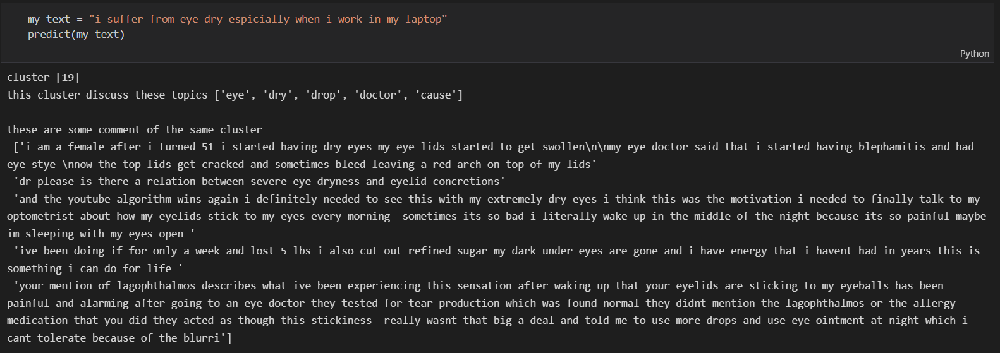 my_text = "i suffer from eye dry espicially when i work in my laptop"
predict(my_text)
Python
cluster [19]
this cluster discuss these topics ['eye', 'dry', 'drop', 'doctor', 'cause']
these are some comment of the same cluster
['i am a female after i turned 51 i started having dry eyes my eye lids started to get swollen\n\nmy eye doctor said that i started having blephamitis and had
eye stye \nnow the top lids get cracked and sometimes bleed leaving a red arch on top of my lids'
'dr please is there a relation between severe eye dryness and eyelid concretions'
'and the youtube algorithm wins again i definitely needed to see this with my extremely dry eyes i think this was the motivation i needed to finally talk to my
optometrist about how my eyelids stick to my eyes every morning  sometimes its so bad i literally wake up in the middle of the night because its so painful maybe
im sleeping with my eyes open '
'ive been doing if for only a week and lost 5 lbs i also cut out refined sugar my dark under eyes are gone and i have energy that i havent had in years this is
something i can do for life '
'your mention of lagophthalmos describes what ive been experiencing this sensation after waking up that your eyelids are sticking to my eyeballs has been
painful and alarming after going to an eye doctor they tested for tear production which was found normal they didnt mention the lagophthalmos or the allergy
medication that you did they acted as though this stickiness  really wasnt that big a deal and told me to use more drops and use eye ointment at night which i
cant tolerate because of the blurri']